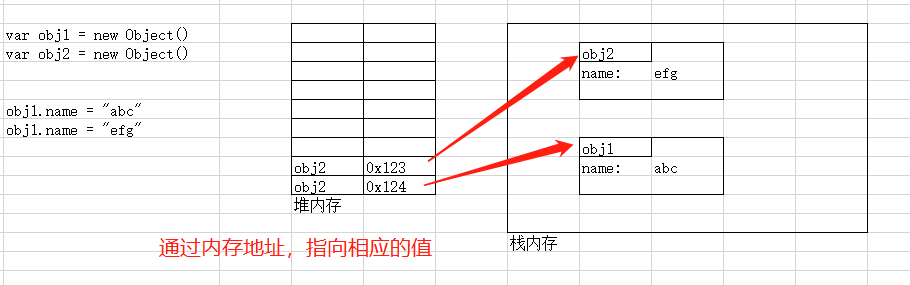 var obj1 = new Object()
var obj2 = new Object()
obj1.name = "abc"
obj1.name = "efg"
obj2 0x123
obj2 0x124
堆内存
obj2
name: efg
obj1
name: abc
栈内存
通过内存地址，指向相应的值